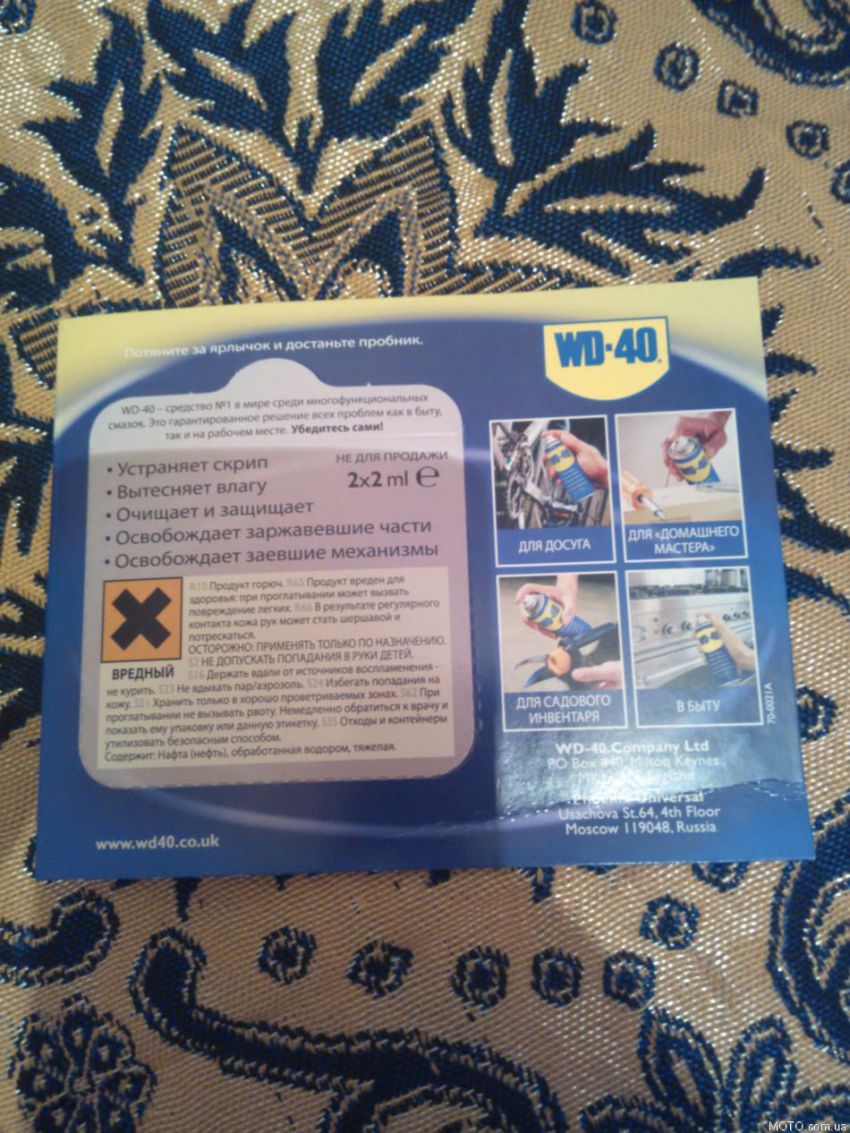 Потяните за ярлычок и достаньте пробник.
WD-40
WD-40 – средство №1 в мире среди многофункциональных
смазок. Это гарантированное решение всех проблем как в быту,
так и на рабочем месте. Убедитесь сами!
НЕ ДЛЯ ПРОДАЖИ
2x2 ml ℮
• Устраняет скрип
• Вытесняет влагу
• Очищает и защищает
• Освобождает заржавевшие части
• Освобождает заевшие механизмы
ВРЕДНЫЙ
R10 Продукт горюч. R65 Продукт вреден для
здоровья: при проглатывании может вызвать
повреждение легких. R66 В результате регулярного
контакта кожа рук может стать шершавой и
потрескаться.
ОСТОРОЖНО: ПРИМЕНЯТЬ ТОЛЬКО ПО НАЗНАЧЕНИЮ.
S2 НЕ ДОПУСКАТЬ ПОПАДАНИЯ В РУКИ ДЕТЕЙ.
S16 Держать вдали от источников воспламенения -
не курить. S23 Не вдыхать пар/аэрозоль. S24 Избегать попадания на
кожу. S51 Хранить только в хорошо проветриваемых зонах. S62 При
проглатывании не вызывать рвоту. Немедленно обратиться к врачу и
показать ему упаковку или данную этикетку. S35 Отходы и контейнеры
утилизовать безопасным способом.
Содержит: Нафта (нефть), обработанная водором, тяжелая.
www.wd40.co.uk
ДЛЯ ДОСУГА
ДЛЯ «ДОМАШНЕГО
МАСТЕРА»
ДЛЯ САДОВОГО
ИНВЕНТАРЯ
В БЫТУ
70-0021A
WD-40 Company Ltd
P.O Box 440, Milton Keynes
England
Universal
Usachova St.64, 4th Floor
Moscow 119048, Russia
MOTO.com.ua